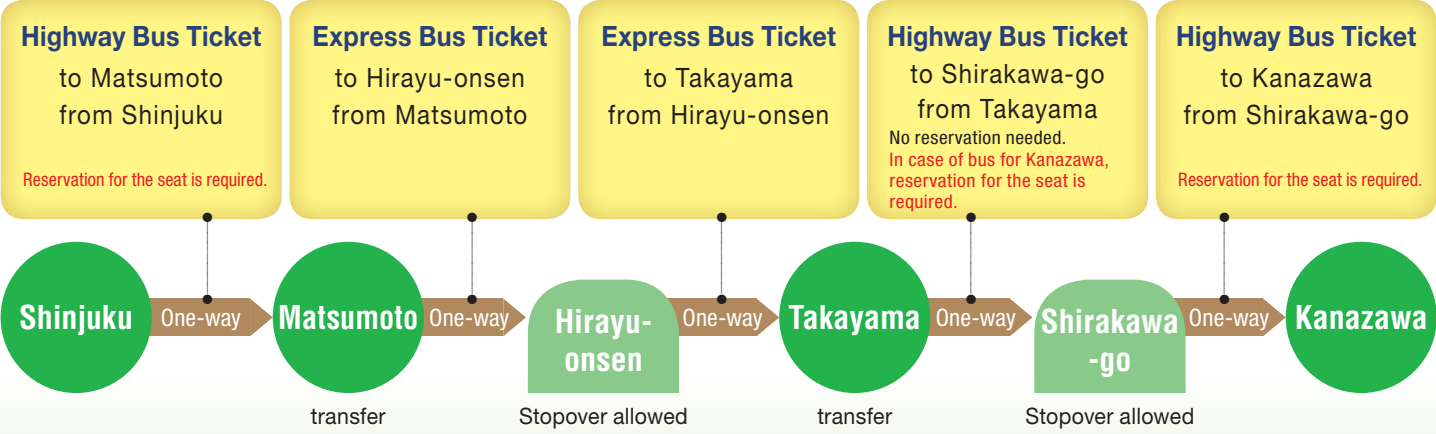 Highway Bus Ticket
to Matsumoto
from Shinjuku
Reservation for the seat is required.
Express Bus Ticket
to Hirayu-onsen
from Matsumoto
Express Bus Ticket
to Takayama
from Hirayu-onsen
Highway Bus Ticket
to Shirakawa-go
from Takayama
No reservation needed.
In case of bus for Kanazawa,
reservation for the seat is
required.
Highway Bus Ticket
to Kanazawa
from Shirakawa-go
Reservation for the seat is required.
Shinjuku
One-way
Matsumoto
One-way
Hirayu-
onsen
One-way
Takayama
One-way
Shirakawa
-go
One-way
Kanazawa
transfer
Stopover allowed
transfer
Stopover allowed